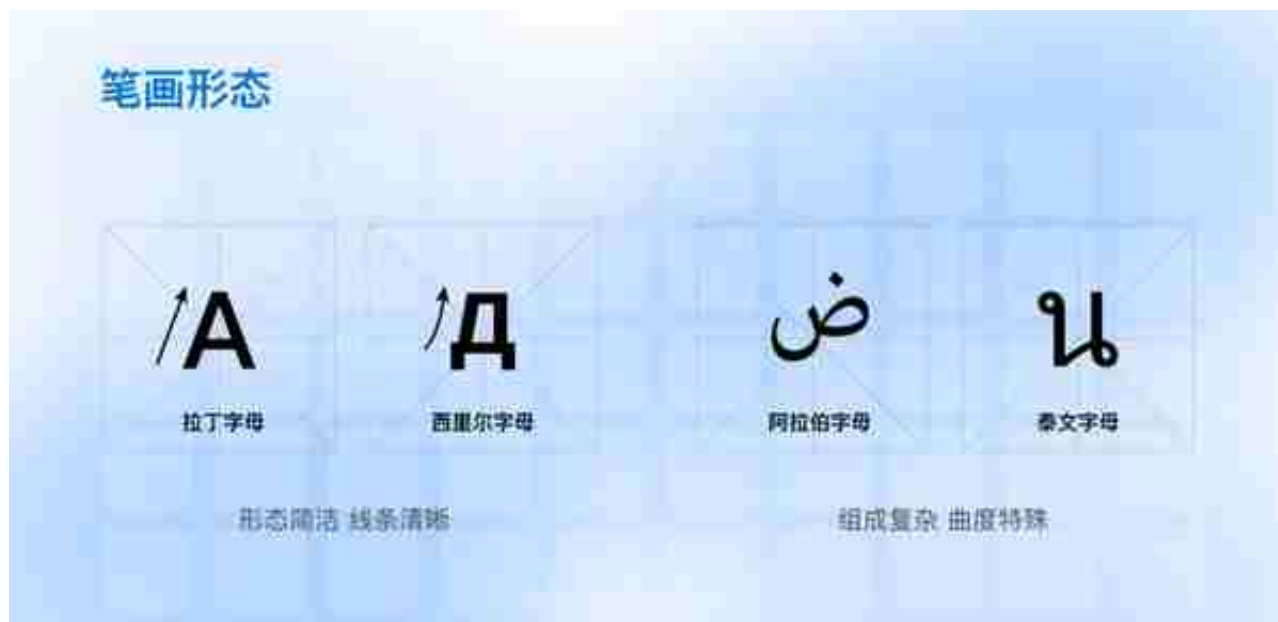 笔画形态
A
Д
ض
น
拉丁字母
西里尔字母
阿拉伯字母
泰文字母
形态简洁 线条清晰
组成复杂 曲度特殊